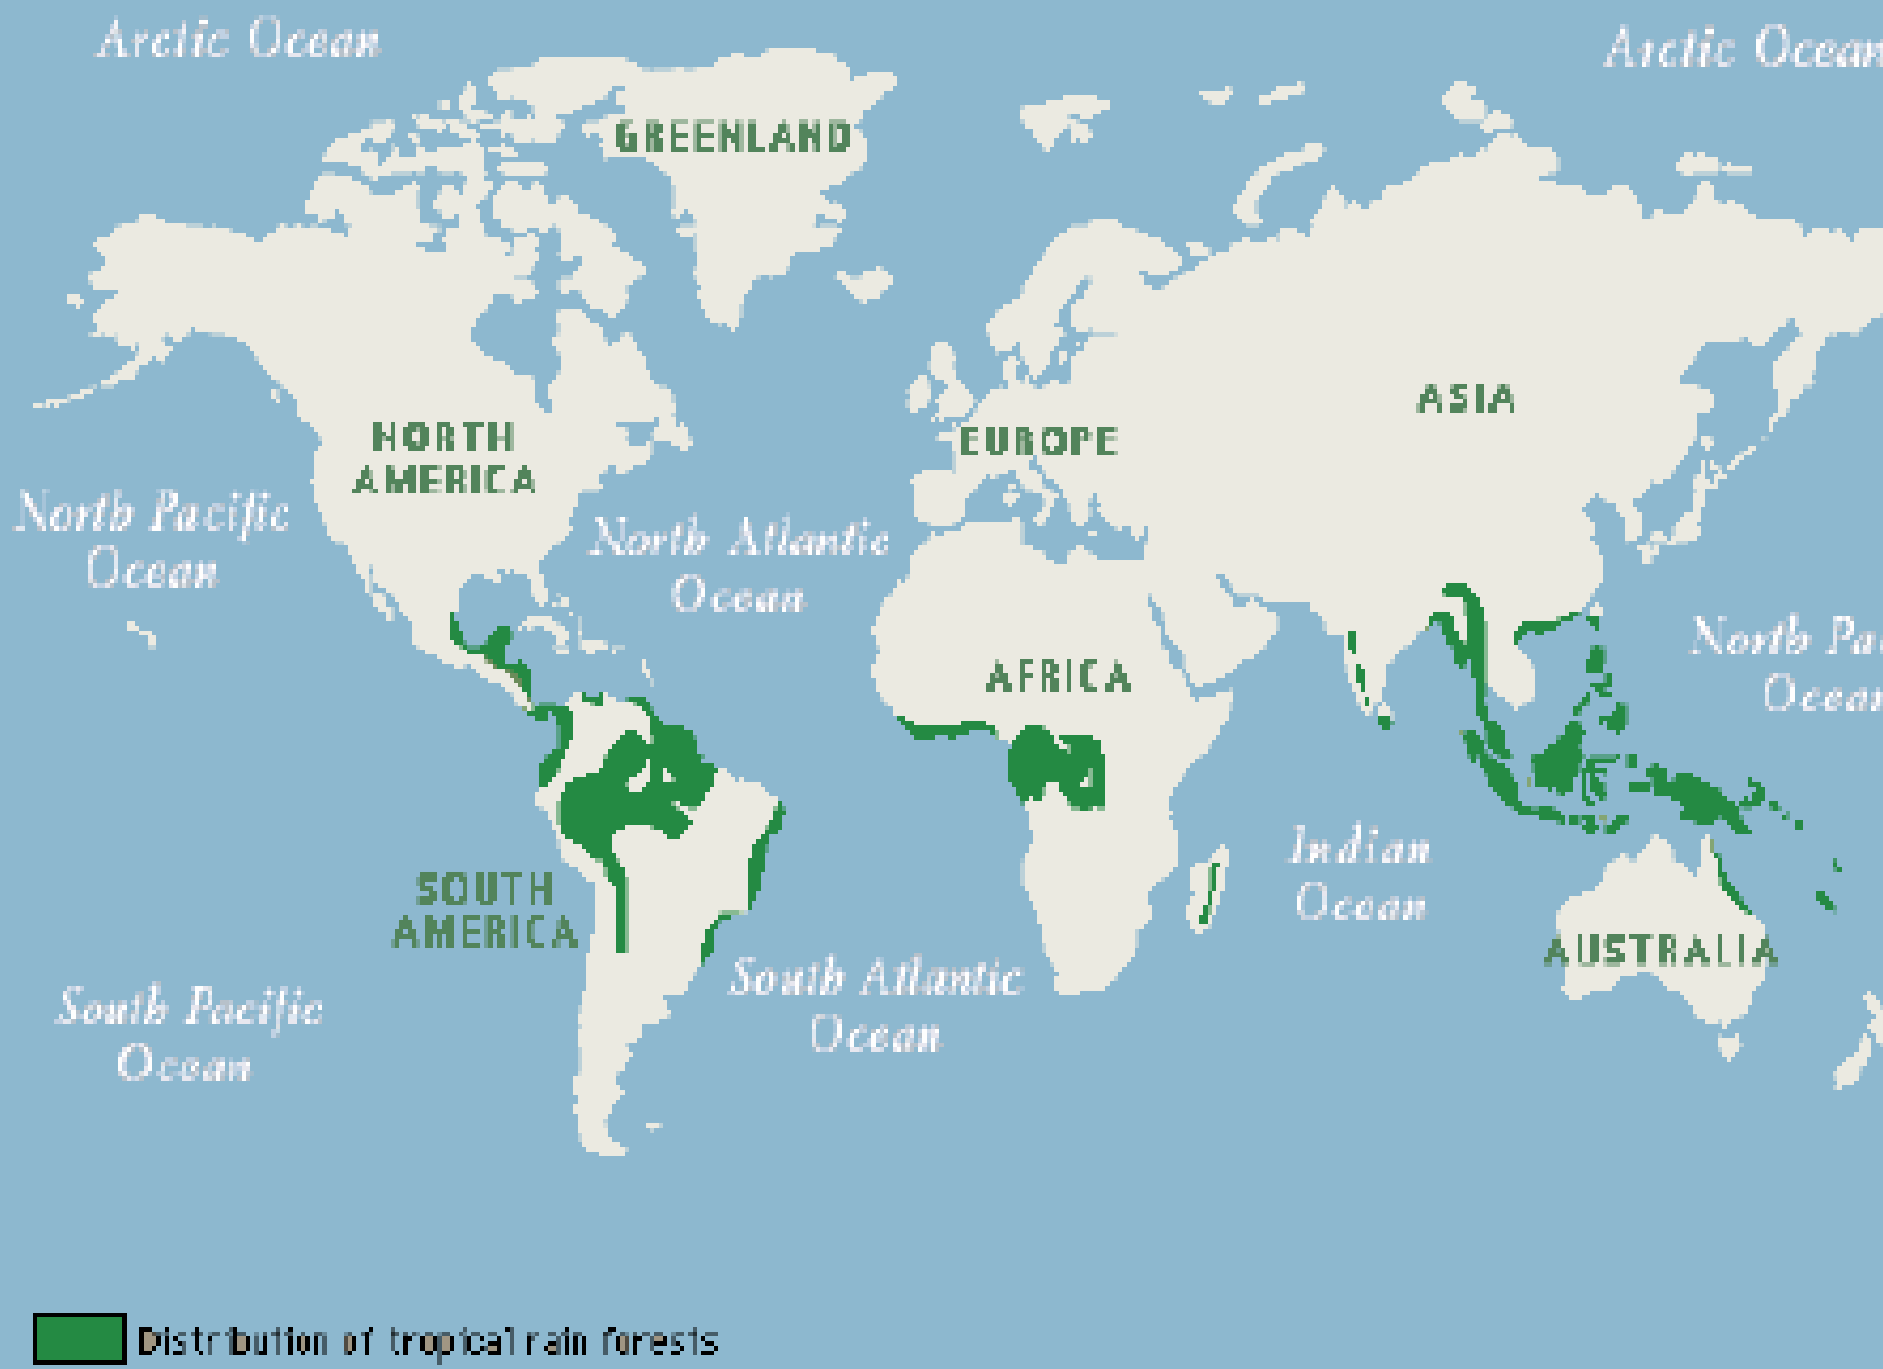 Arctic Ocean
Arctic Ocean
GREENLAND
ASIA
NORTH
AMERICA
EUROPE
North Pacific
Ocean
North Atlantic
Ocean
AFRICA
North Pac
Ocean
Indian
Ocean
SOUTH
AMERICA
AUSTRALIA
South Atlantic
Ocean
South Pacific
Ocean
Distribution of tropical rain forests